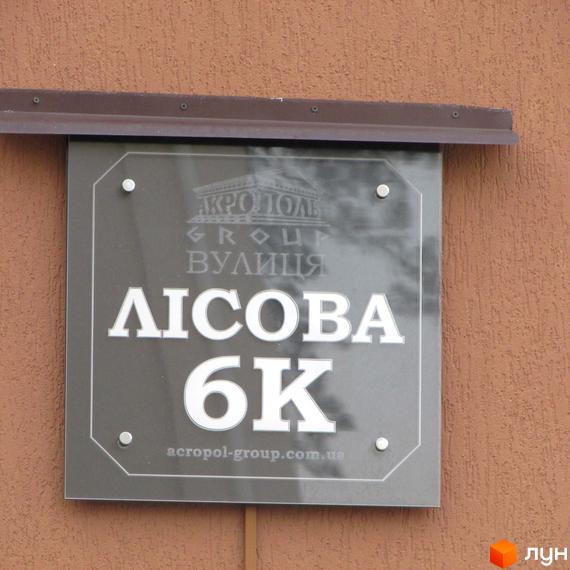 АКРОПОЛЬ
GROUP
ВУЛИЦЯ
ЛІСОВА
6К
acropol-group.com.ua
лун